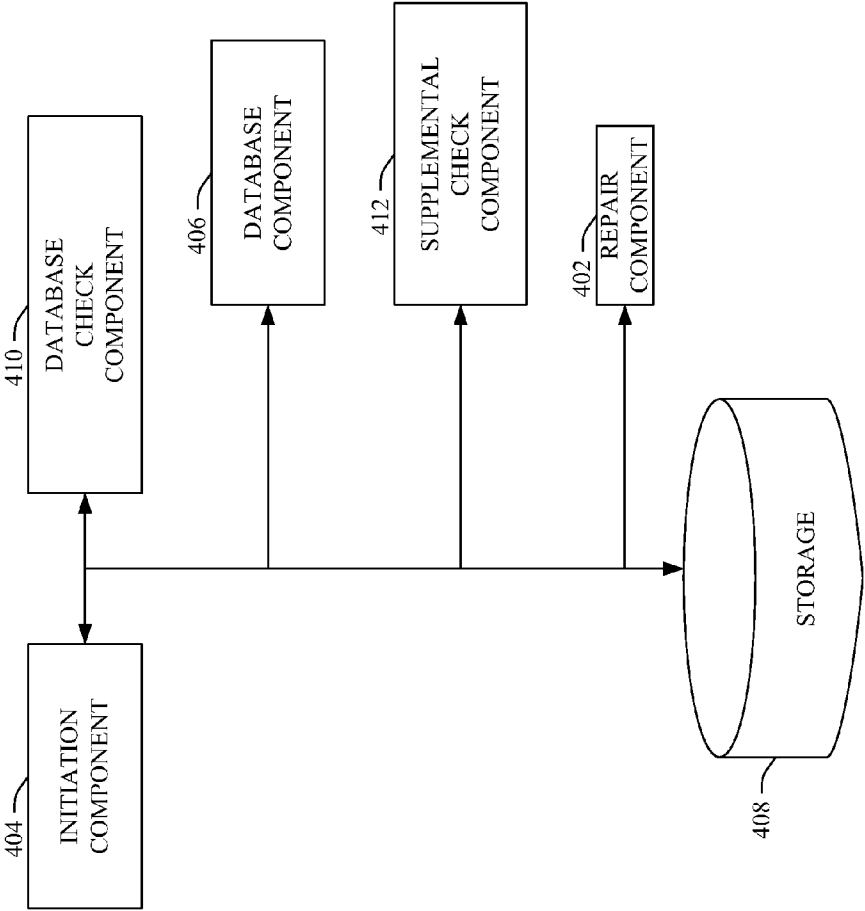 410
DATABASE
CHECK
COMPONENT
406
DATABASE
COMPONENT
412
SUPPLEMENTAL
CHECK
COMPONENT
402
REPAIR
COMPONENT
404
INITIATION
COMPONENT
408
STORAGE